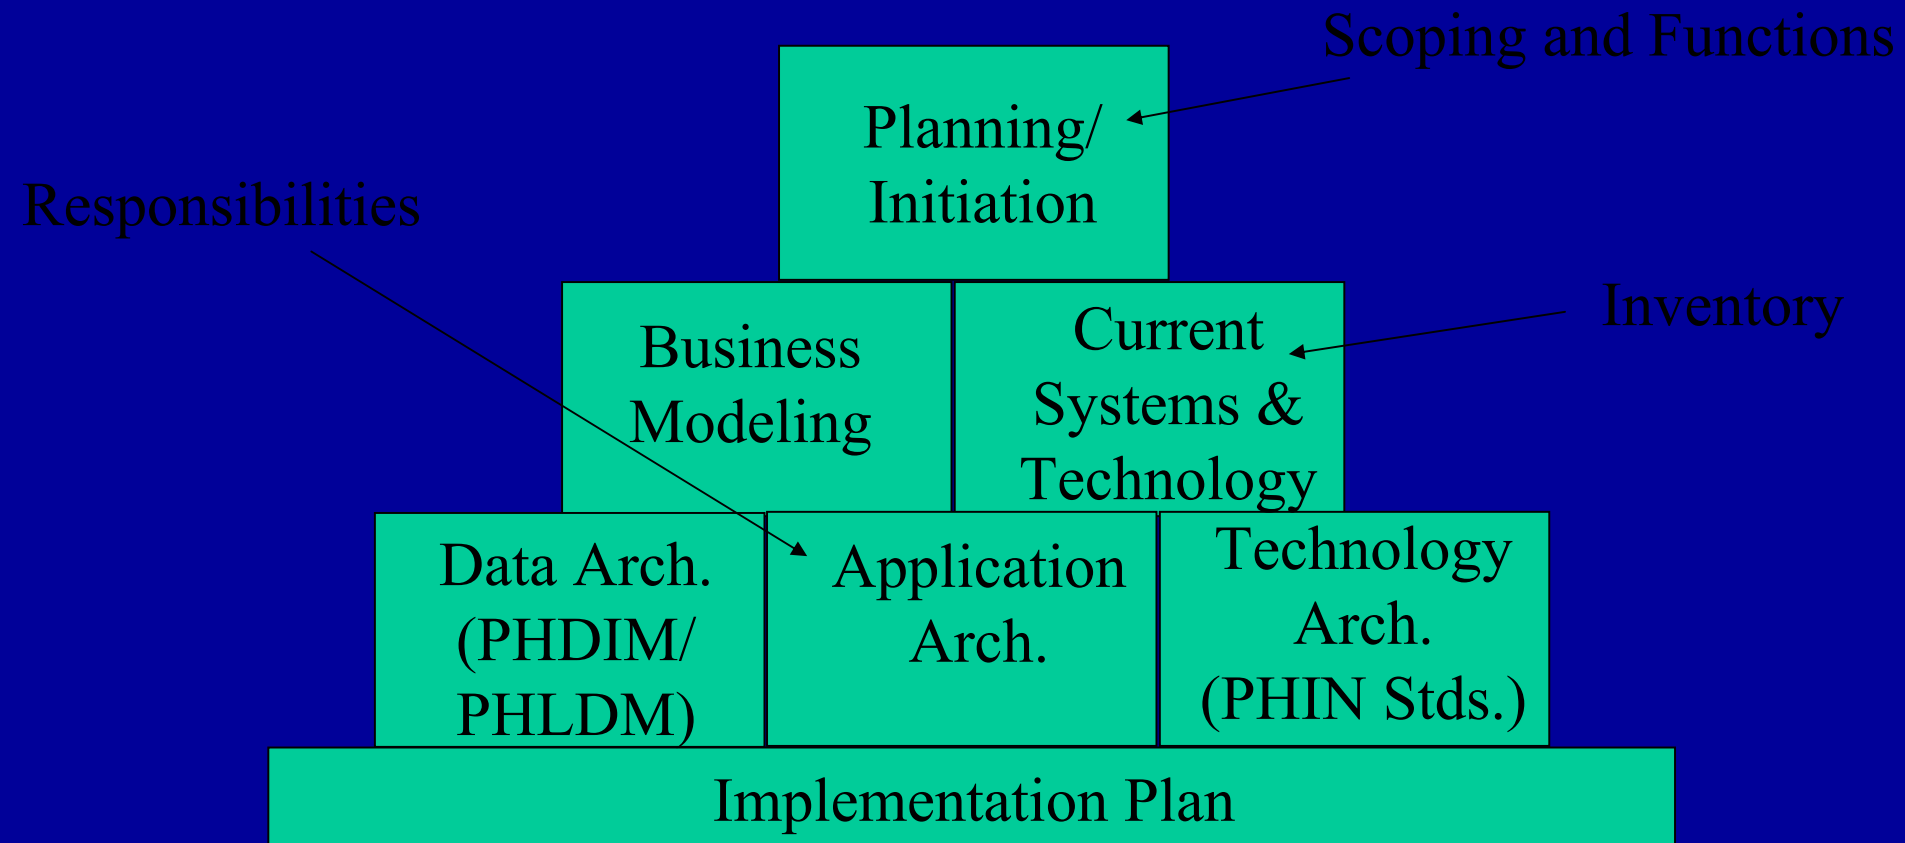 Scoping and Functions
Planning/
Initiation
Responsibilities
Inventory
Business
Modeling
Current
Systems &
Technology
Data Arch.
(PHDIM/
PHLDM)
Application
Arch.
Technology
Arch.
(PHIN Stds.)
Implementation Plan